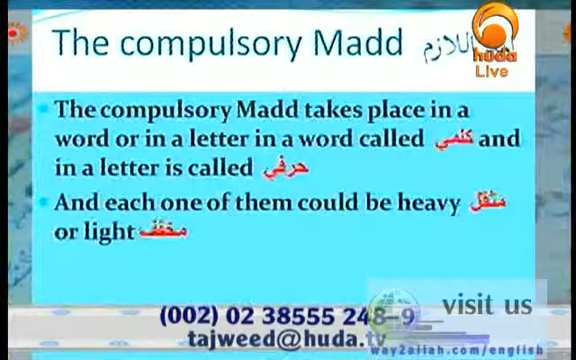 The compulsory Madd اللازم
huda
Live
The compulsory Madd takes place in a
word or in a letter in a word called كلمي and
in a letter is called حرفي
And each one of them could be heavy مثقل
or light مخفف
visit us
(002) 02 38555 248-9
tajweed@huda.tv
way2allah.com/english